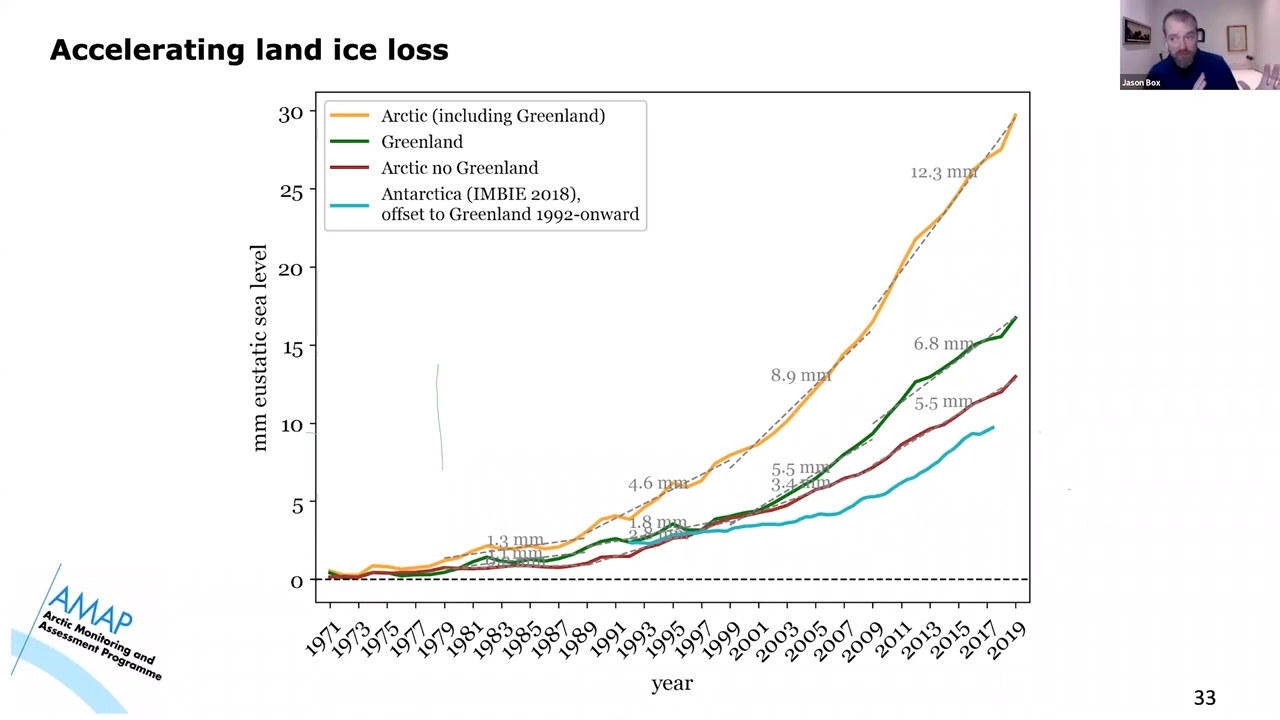 Accelerating land ice loss
Jason Box
Arctic (including Greenland)
Greenland
Arctic no Greenland
Antarctica (IMBIE 2018),
offset to Greenland 1992-onward
mm eustatic sea level
30
25
20
15
10
5
0
12.3 mm
8.9 mm
6.8 mm
5.5 mm
5.5 mm
3.4 mm
4.6 mm
1.8 mm
1.3 mm
1.1 mm
1971
1973
1975
1977
1979
1981
1983
1985
1987
1989
1991
1993
1995
1997
1999
2001
2003
2005
2007
2009
2011
2013
2015
2017
2019
year
AMAP
Arctic Monitoring and
Assessment Programme
33